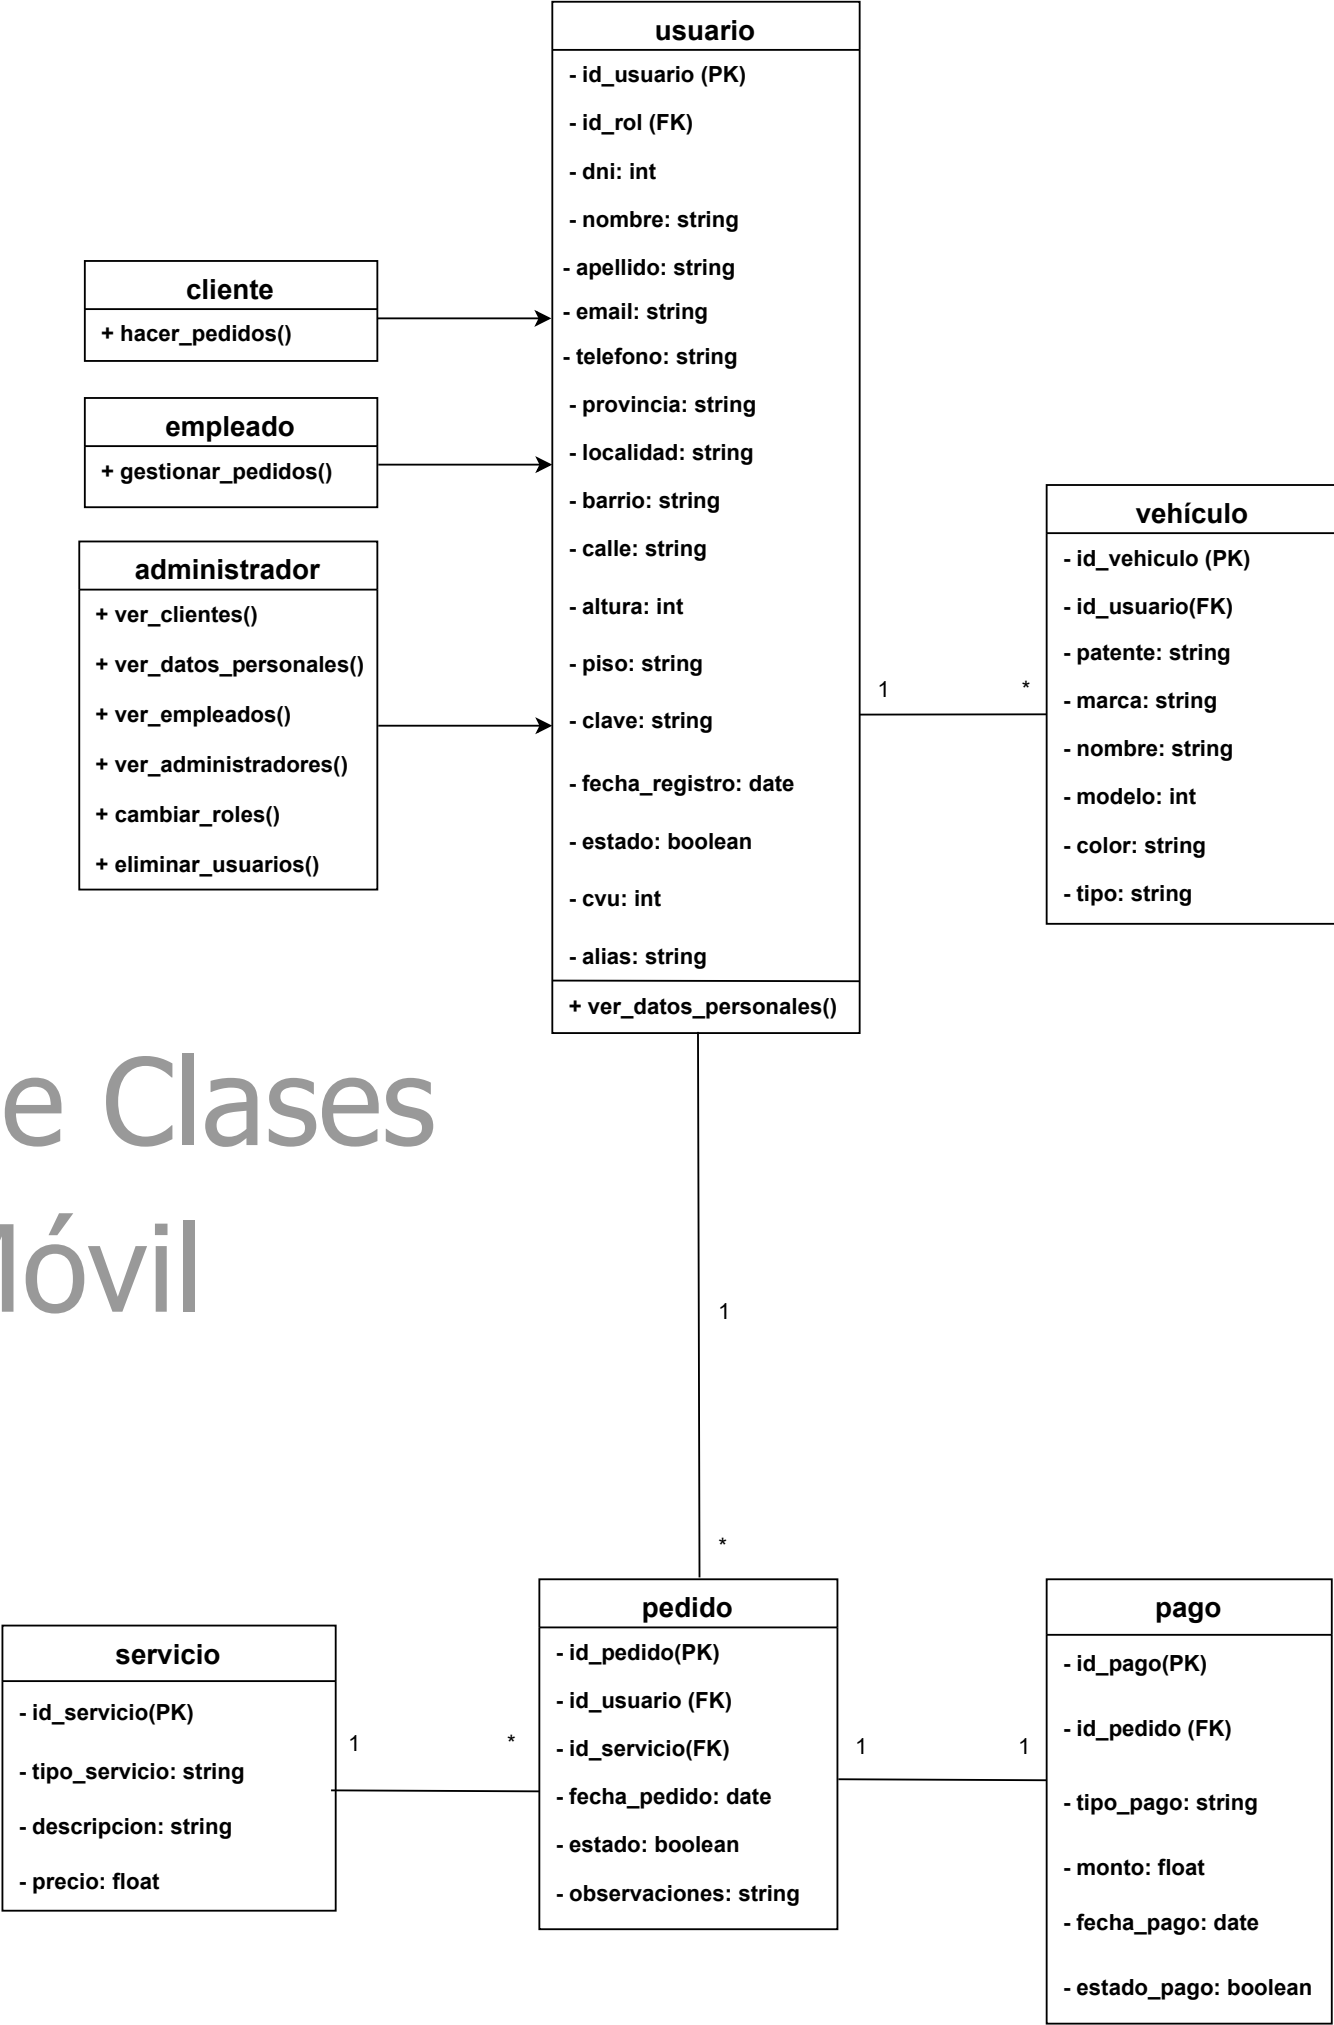 usuario
- id_usuario (PK)
- id_rol (FK)
- dni: int
- nombre: string
- apellido: string
- email: string
- telefono: string
- provincia: string
- localidad: string
- barrio: string
- calle: string
- altura: int
- piso: string
- clave: string
- fecha_registro: date
- estado: boolean
- cvu: int
- alias: string
+ ver_datos_personales()
cliente
+ hacer_pedidos()
empleado
+ gestionar_pedidos()
administrador
+ ver_clientes()
+ ver_datos_personales()
+ ver_empleados()
+ ver_administradores()
+ cambiar_roles()
+ eliminar_usuarios()
1
*
vehículo
- id_vehiculo (PK)
- id_usuario(FK)
- patente: string
- marca: string
- nombre: string
- modelo: int
- color: string
- tipo: string
e Clases
Móvil
1
*
servicio
- id_servicio(PK)
- tipo_servicio: string
- descripcion: string
- precio: float
1
*
pedido
- id_pedido(PK)
- id_usuario (FK)
- id_servicio(FK)
- fecha_pedido: date
- estado: boolean
- observaciones: string
1
1
pago
- id_pago(PK)
- id_pedido (FK)
- tipo_pago: string
- monto: float
- fecha_pago: date
- estado_pago: boolean